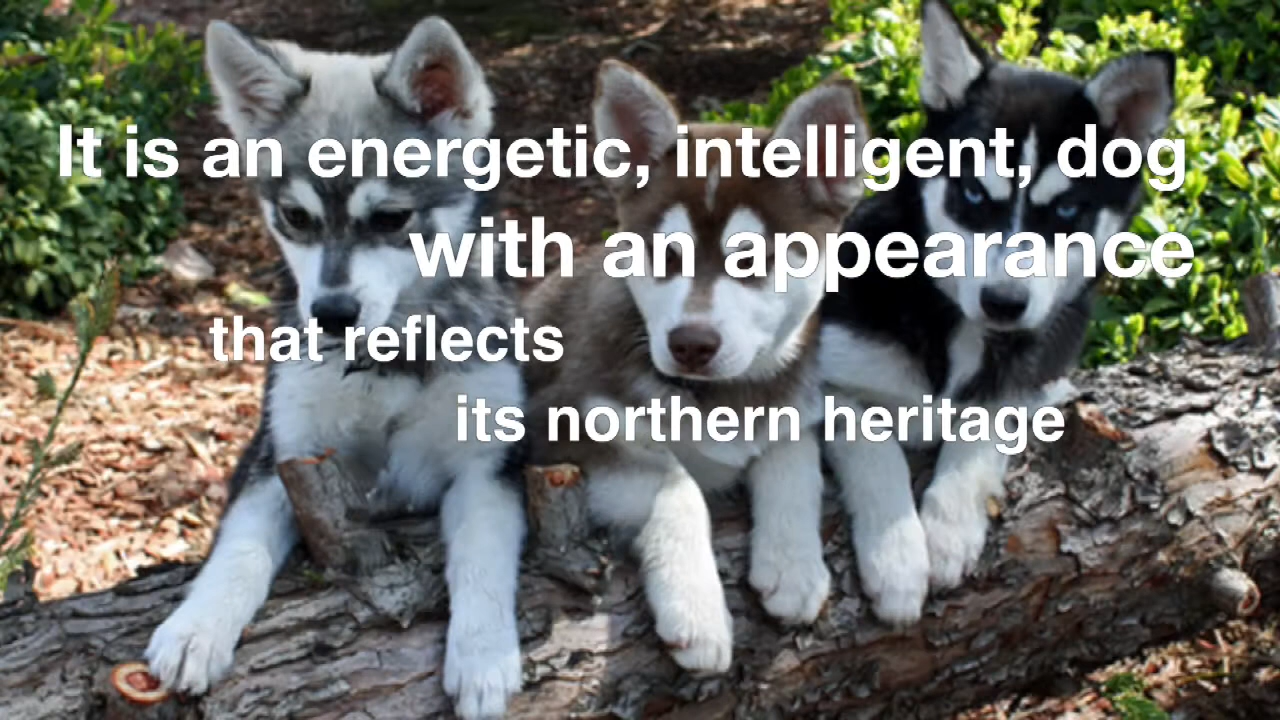 It is an energetic, intelligent, dog
with an appearance
that reflects
its northern heritage